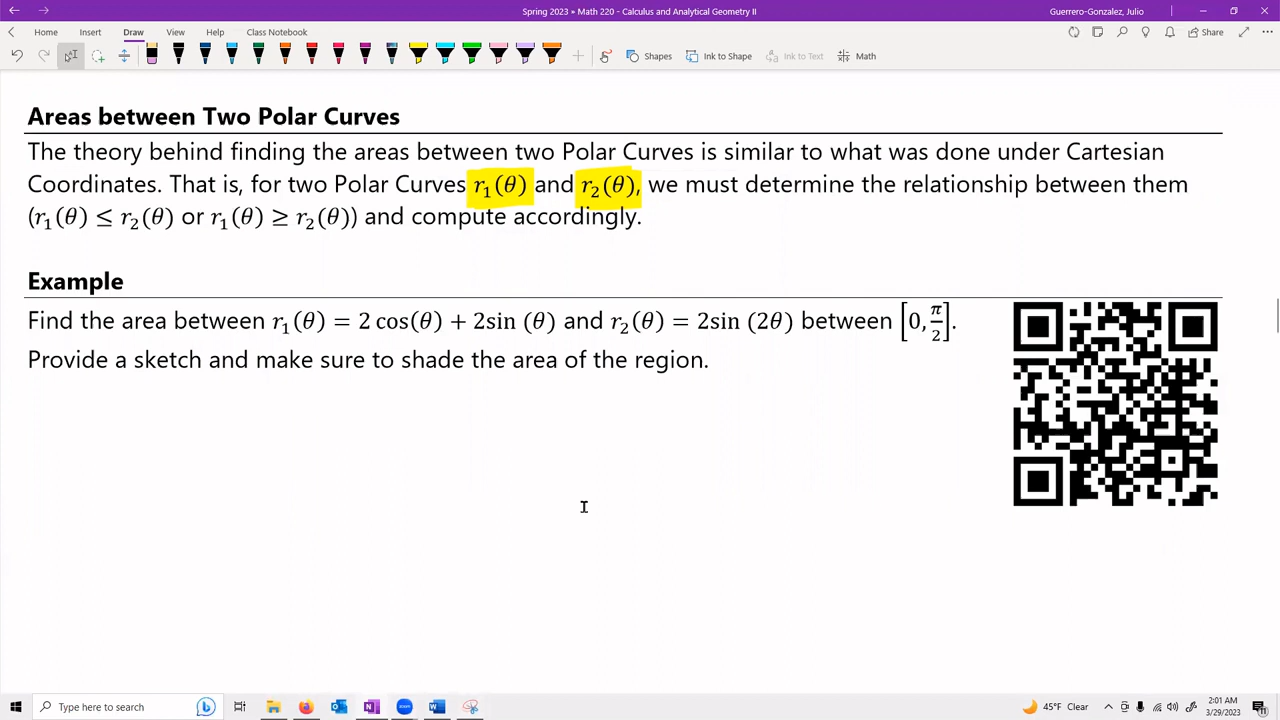 Spring 2023 » Math 220 - Calculus and Analytical Geometry II
Guerrero-Gonzalez, Julio
Home Insert Draw View Help Class Notebook
Share
Shapes Ink to Shape Ink to Text Math
Areas between Two Polar Curves
The theory behind finding the areas between two Polar Curves is similar to what was done under Cartesian
Coordinates. That is, for two Polar Curves r₁(θ) and r₂(θ), we must determine the relationship between them
(r₁(θ) ≤ r₂(θ) or r₁(θ) ≥ r₂(θ)) and compute accordingly.
Example
Find the area between r₁(θ) = 2 cos(θ) + 2sin (θ) and r₂(θ) = 2sin (2θ) between [0, π/2].
Provide a sketch and make sure to shade the area of the region.
Type here to search
45°F Clear
2:01 AM
3/29/2023